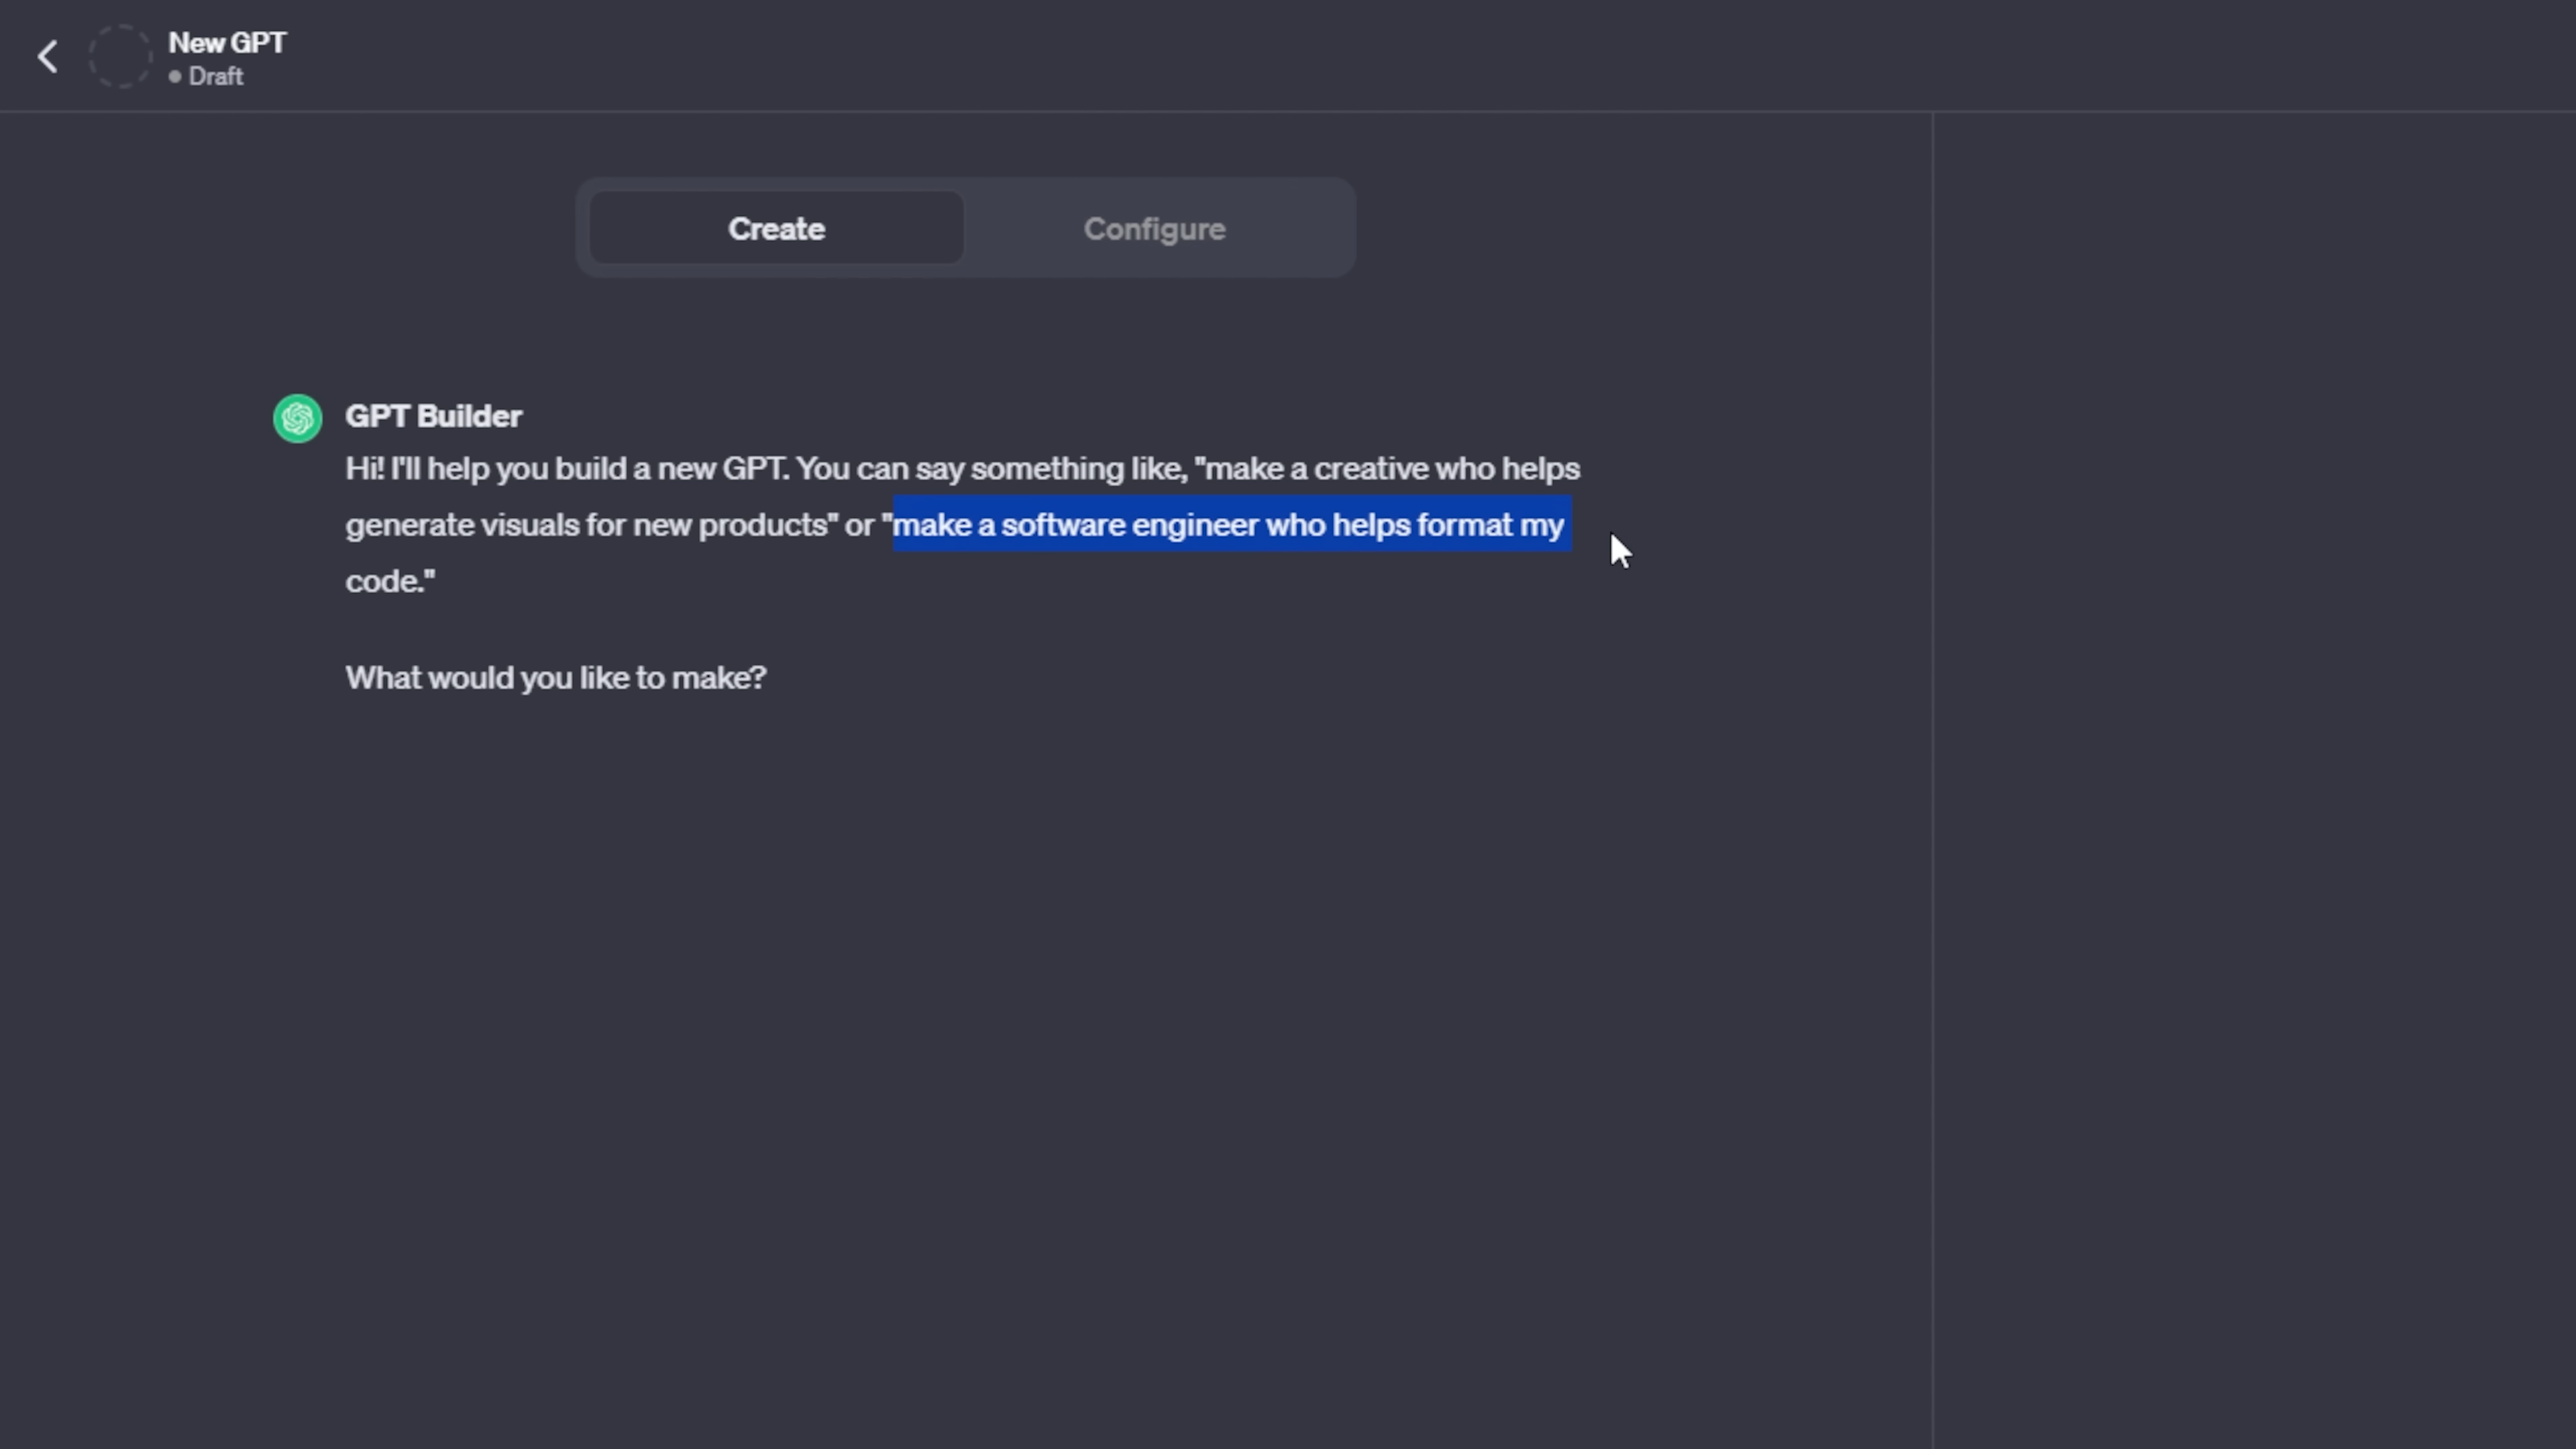 New GPT
Draft
Create
Configure
GPT Builder
Hi! I'll help you build a new GPT. You can say something like, "make a creative who helps
generate visuals for new products" or "make a software engineer who helps format my
code."
What would you like to make?